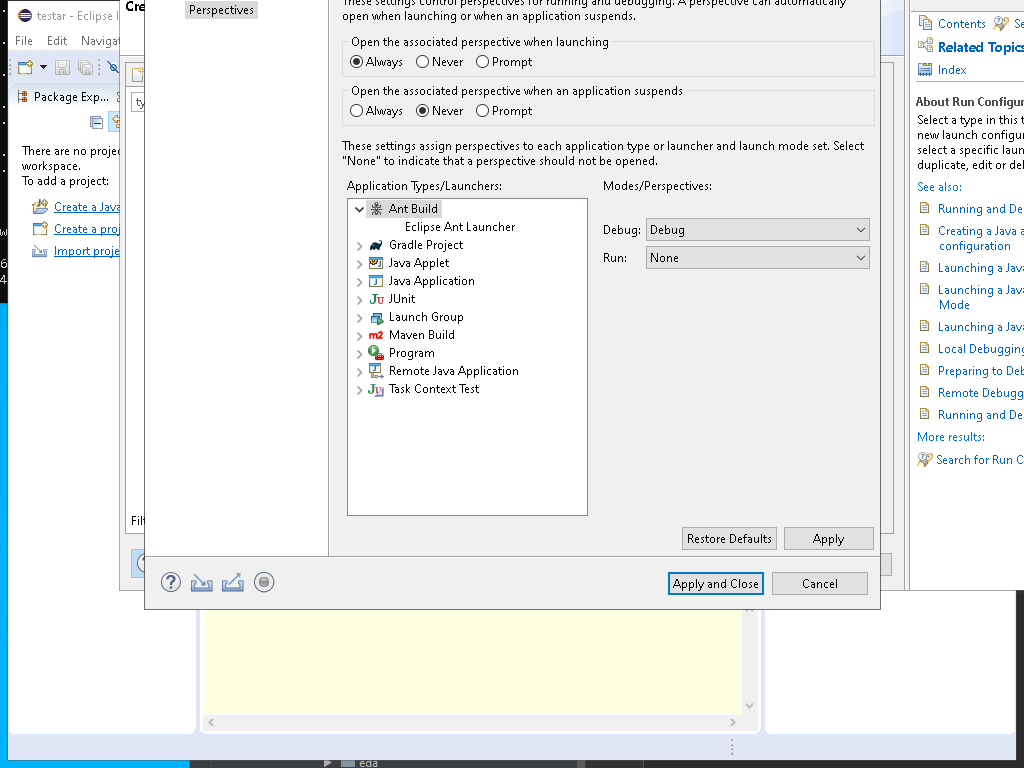 testar - Eclipse
File Edit Navigat
Package Exp...
There are no proje
workspace.
To add a project:
Create a Java
Create a proj
Import proje
Cre
ty
Filt
Perspectives
These settings control perspectives for running and debugging. A perspective can automatically
open when launching or when an application suspends.
Open the associated perspective when launching
Always Never Prompt
Open the associated perspective when an application suspends
Always Never Prompt
These settings assign perspectives to each application type or launcher and launch mode set. Select
"None" to indicate that a perspective should not be opened.
Application Types/Launchers:
Ant Build
Eclipse Ant Launcher
Gradle Project
Java Applet
Java Application
JUnit
Launch Group
Maven Build
Program
Remote Java Application
Task Context Test
Modes/Perspectives:
Debug: Debug
Run: None
Restore Defaults Apply
Apply and Close Cancel
Contents Se
Related Topics
Index
About Run Configur
Select a type in this t
new launch configur
select a specific laun
duplicate, edit or del
See also:
Running and De
Creating a Java a
configuration
Launching a Java
Launching a Java
Mode
Launching a Java
Local Debugging
Preparing to Deb
Remote Debugg
Running and De
More results:
Search for Run C
eda